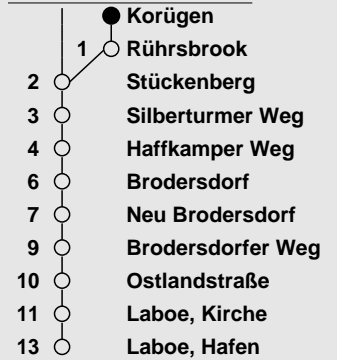 Korügen
1 Rührsbrook
2 Stückenberg
3 Silberturmer Weg
4 Haffkamper Weg
6 Brodersdorf
7 Neu Brodersdorf
9 Brodersdorfer Weg
10 Ostlandstraße
11 Laboe, Kirche
13 Laboe, Hafen